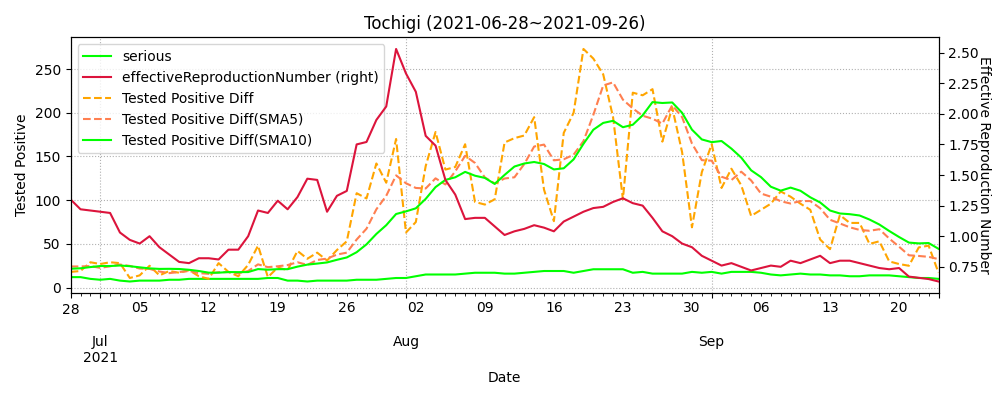 Tochigi (2021-06-28~2021-09-26)
serious
effectiveReproductionNumber (right)
Tested Positive Diff
Tested Positive Diff(SMA5)
Tested Positive Diff(SMA10)
Tested Positive
250
200
150
100
50
0
2.50
2.25
2.00
1.75
1.50
1.25
1.00
0.75
Effective Reproduction Number
28 05 12 19 26 02 09 16 23 30 06 13 20
Jul Aug Sep
2021
Date